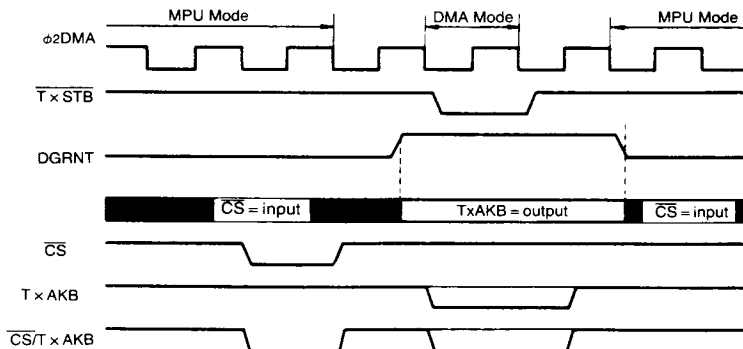 MPU Mode DMA Mode MPU Mode
ϕ2DMA
T × STB
DGRNT
CS = input TxAKB = output CS = input
CS
T × AKB
CS/T × AKB